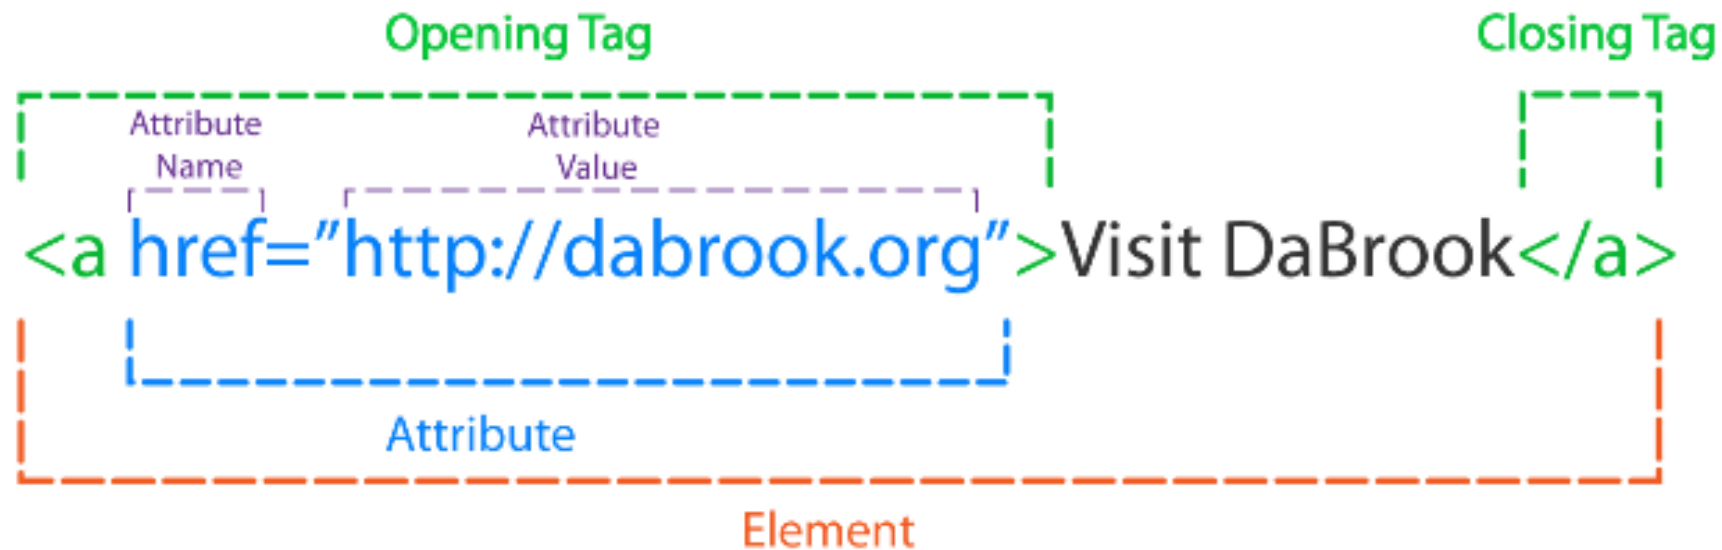 Opening Tag
Closing Tag
Attribute Name
Attribute Value
<a href=”http://dabrook.org”>Visit DaBrook</a>
Attribute
Element